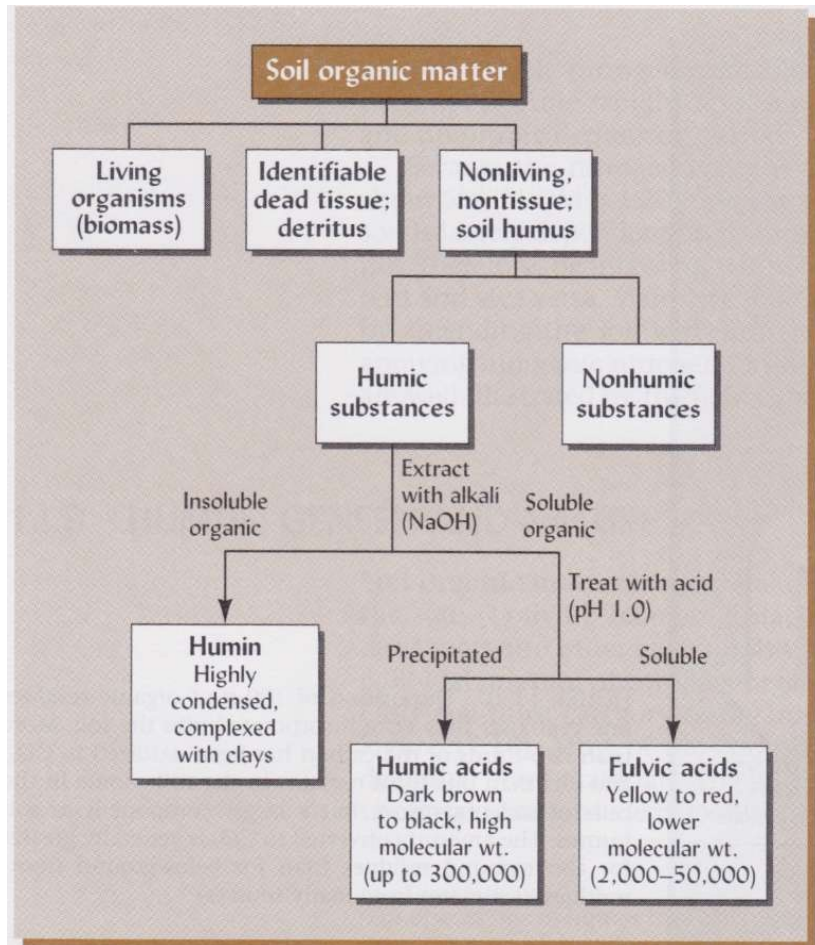 Soil organic matter
Living
organisms
(biomass)
Identifiable
dead tissue;
detritus
Nonliving,
nontissue;
soil humus
Humic
substances
Nonhumic
substances
Extract
with alkali
(NaOH)
Insoluble
organic
Soluble
organic
Treat with acid
(pH 1.0)
Humin
Highly
condensed,
complexed
with clays
Precipitated
Soluble
Humic acids
Dark brown
to black, high
molecular wt.
(up to 300,000)
Fulvic acids
Yellow to red,
lower
molecular wt.
(2,000–50,000)